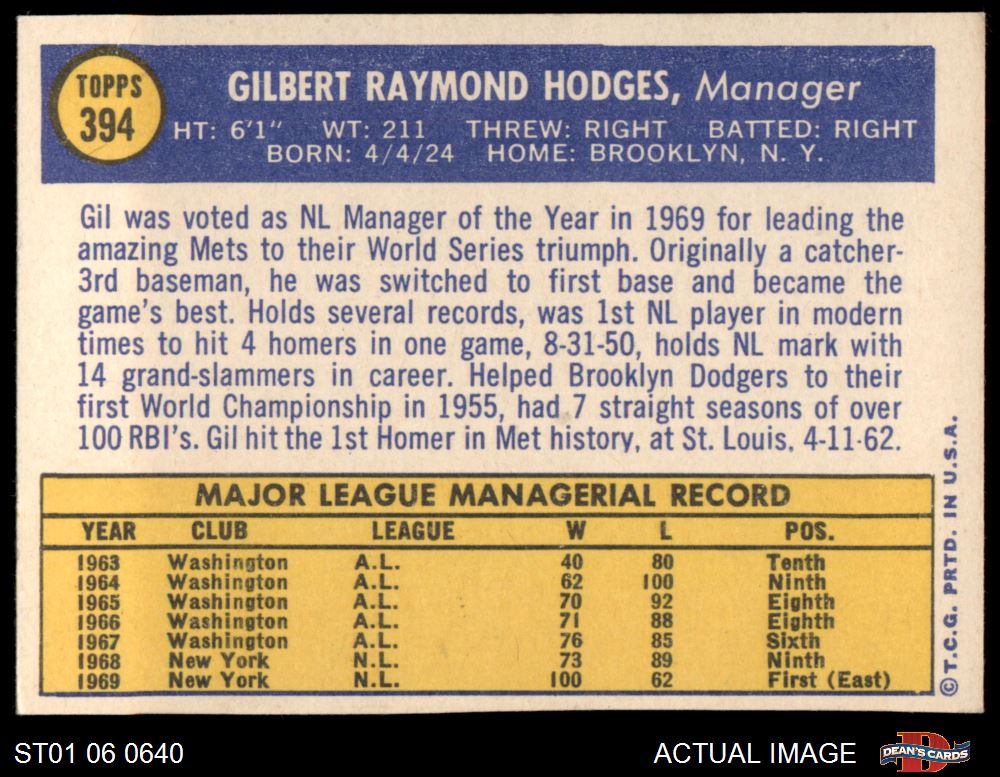 TOPPS
394
GILBERT RAYMOND HODGES, Manager
HT: 6'1" WT: 211 THREW: RIGHT BATTED: RIGHT
BORN: 4/4/24 HOME: BROOKLYN, N. Y.
Gil was voted as NL Manager of the Year in 1969 for leading the
amazing Mets to their World Series triumph. Originally a catcher-
3rd baseman, he was switched to first base and became the
game's best. Holds several records, was 1st NL player in modern
times to hit 4 homers in one game, 8-31-50, holds NL mark with
14 grand-slammers in career. Helped Brooklyn Dodgers to their
first World Championship in 1955, had 7 straight seasons of over
100 RBI's. Gil hit the 1st Homer in Met history, at St. Louis, 4-11-62.
MAJOR LEAGUE MANAGERIAL RECORD
YEAR CLUB LEAGUE W L POS.
1963 Washington A.L. 40 80 Tenth
1964 Washington A.L. 62 100 Ninth
1965 Washington A.L. 70 92 Eighth
1966 Washington A.L. 71 88 Eighth
1967 Washington A.L. 76 85 Sixth
1968 New York N.L. 73 89 Ninth
1969 New York N.L. 100 62 First (East)
©T.C.G. PRTD. IN U.S.A.
ST01 06 0640
ACTUAL IMAGE
D
DEAN'S CARDS